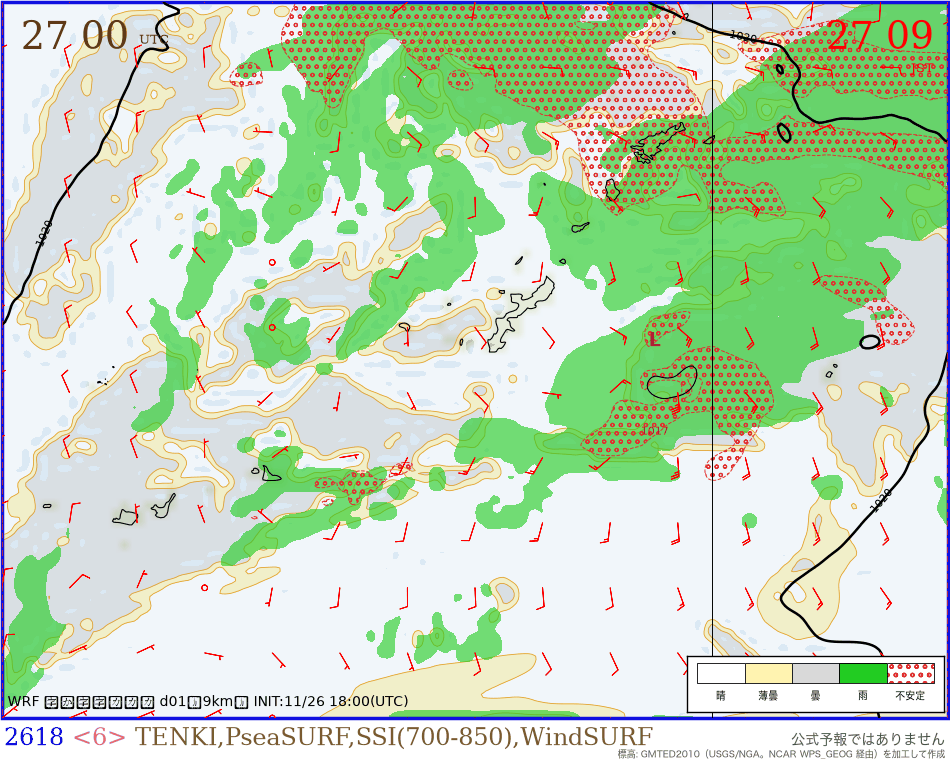 27 00 UTC
27 09
JST
1020
1020
L
1017
1020
晴 薄曇 曇 雨 不安定
WRF d01 9km INIT:11/26 18:00(UTC)
2618 <6> TENKI,PseaSURF,SSI(700-850),WindSURF
公式予報ではありません
標高: GMTED2010（USGS/NGA。NCAR WPS_GEOG 経由）を加工して作成